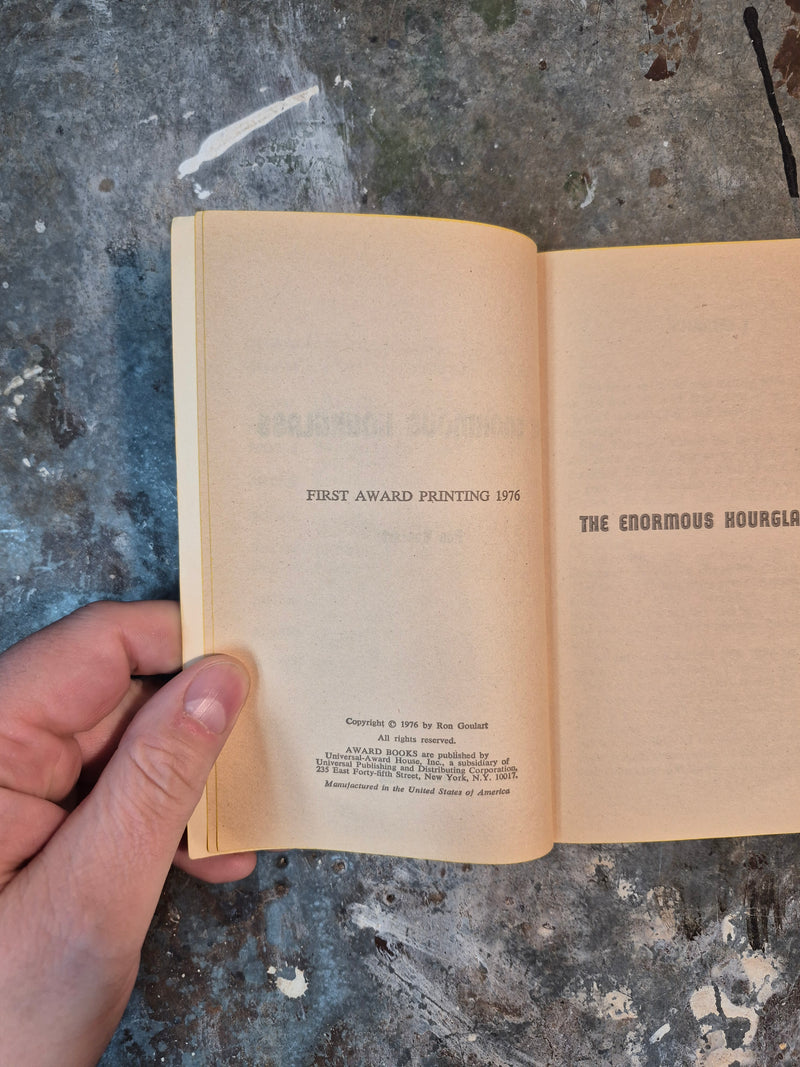 FIRST AWARD PRINTING 1976
Copyright © 1976 by Ron Goulart
All rights reserved.
AWARD BOOKS are published by
Universal-Award House, Inc., a subsidiary of
Universal Publishing and Distributing Corporation,
235 East Forty-fifth Street, New York, N.Y. 10017.
Manufactured in the United States of America
THE ENORMOUS HOURGLA